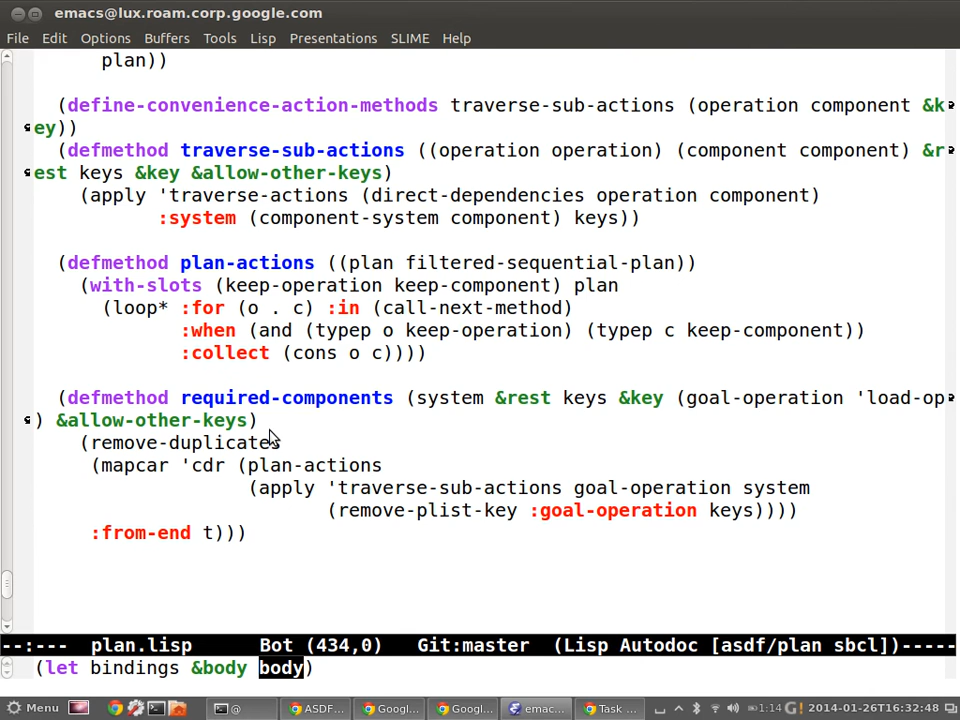 emacs@lux.roam.corp.google.com
File Edit Options Buffers Tools Lisp Presentations SLIME Help
plan))
(define-convenience-action-methods traverse-sub-actions (operation component &k
ey))
(defmethod traverse-sub-actions ((operation operation) (component component) &r
est keys &key &allow-other-keys)
(apply 'traverse-actions (direct-dependencies operation component)
:system (component-system component) keys))
(defmethod plan-actions ((plan filtered-sequential-plan))
(with-slots (keep-operation keep-component) plan
(loop* :for (o . c) :in (call-next-method)
:when (and (typep o keep-operation) (typep c keep-component))
:collect (cons o c))))
(defmethod required-components (system &rest keys &key (goal-operation 'load-op
) &allow-other-keys)
(remove-duplicates
(mapcar 'cdr (plan-actions
(apply 'traverse-sub-actions goal-operation system
(remove-plist-key :goal-operation keys))))
:from-end t)))
--:--- plan.lisp Bot (434,0) Git:master (Lisp Autodoc [asdf/plan sbcl])-----
(let bindings &body body)
Menu @ ASDF... Googl... Googl... emac... Task ... 1:14 2014-01-26T16:32:48